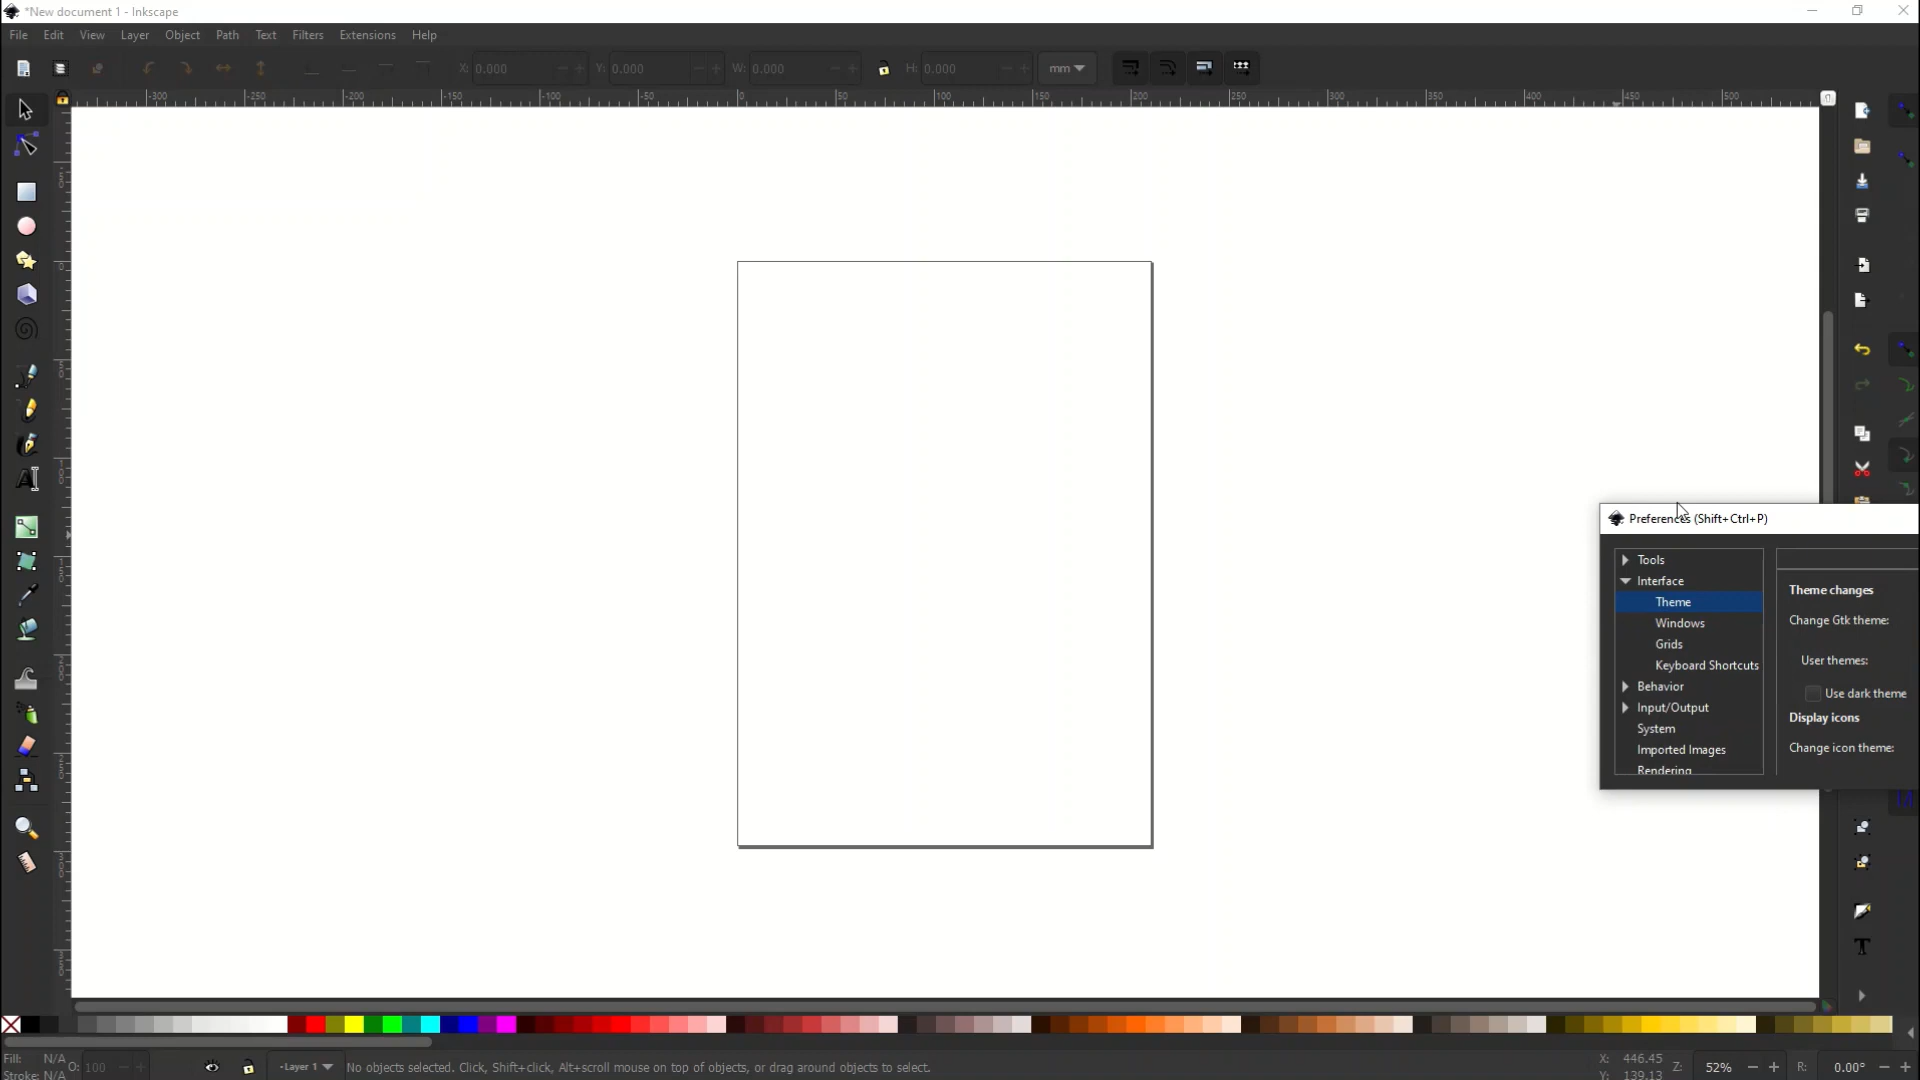 *New document 1 - Inkscape
File Edit View Layer Object Path Text Filters Extensions Help
X: 0.000 Y: 0.000 W: 0.000 H: 0.000 mm
-300 -250 -200 -150 -100 -50 0 50 100 150 200 250 300 350 400 450 500
Preferences (Shift+Ctrl+P)
Tools
Interface
Theme
Windows
Grids
Keyboard Shortcuts
Behavior
Input/Output
System
Imported Images
Rendering
Theme changes
Change Gtk theme:
User themes:
Use dark theme
Display icons
Change icon theme:
Fill: N/A O: 100 -Layer 1 No objects selected. Click, Shift+click, Alt+scroll mouse on top of objects, or drag around objects to select. X: 446.45 Z: 52% R: 0.00°
Stroke: N/A Y: 139.13